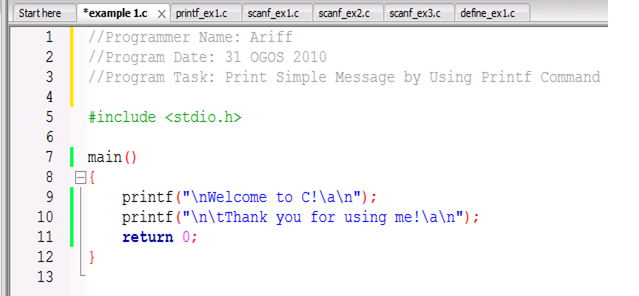 Start here *example 1.c X printf_ex1.c scanf_ex1.c scanf_ex2.c scanf_ex3.c define_ex1.c
1 //Programmer Name: Ariff
2 //Program Date: 31 OGOS 2010
3 //Program Task: Print Simple Message by Using Printf Command
4
5 #include <stdio.h>
6
7 main()
8 {
9 printf("\nWelcome to C!\a\n");
10 printf("\n\tThank you for using me!\a\n");
11 return 0;
12 }
13